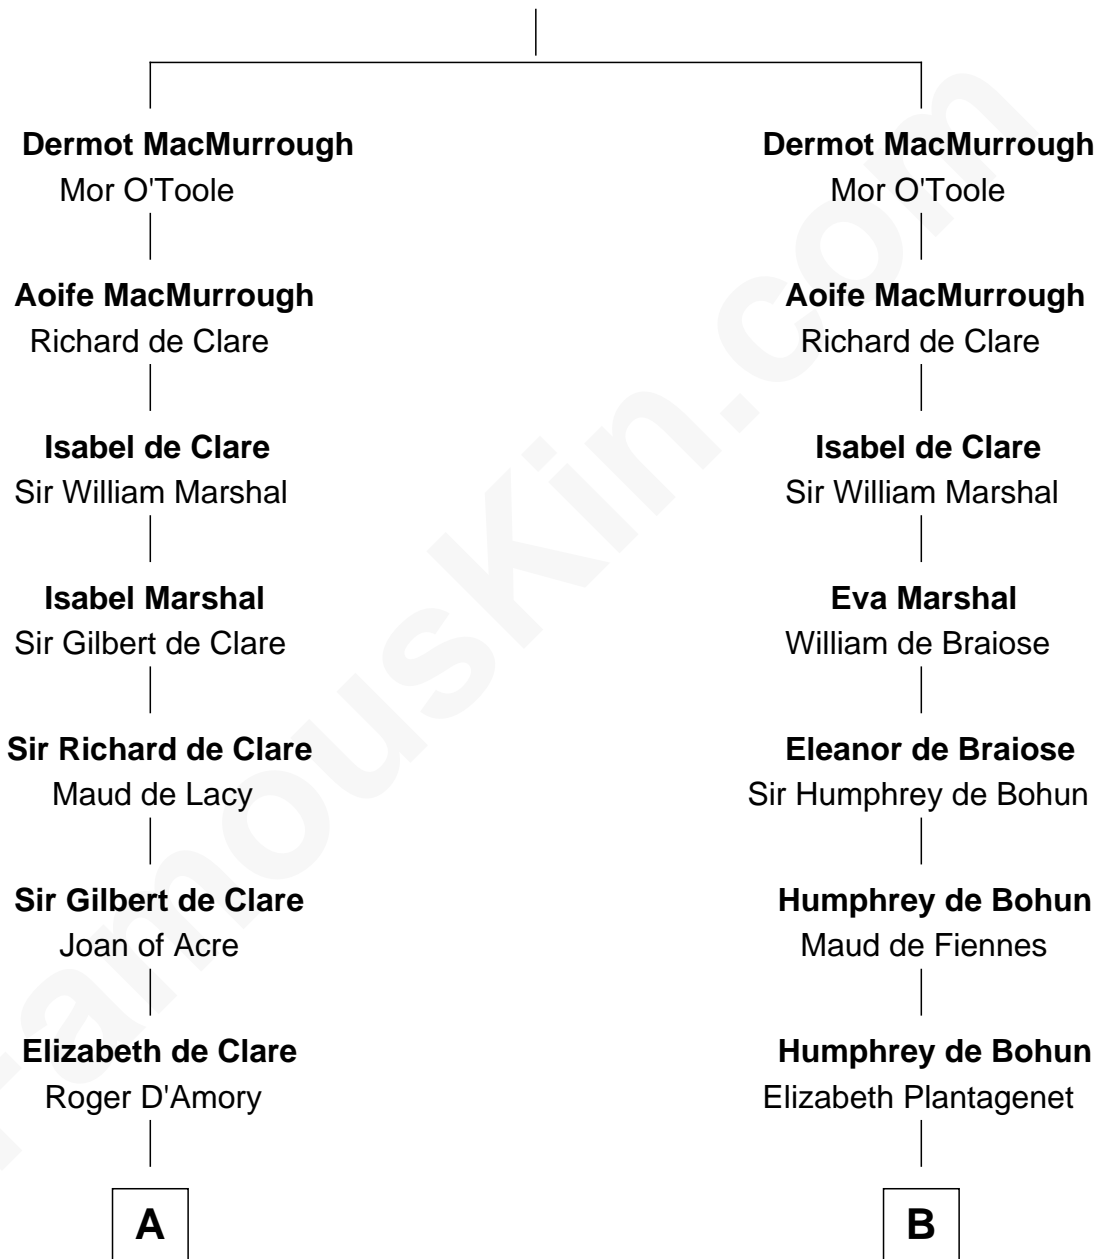 Dermot MacMurrough
Mor O'Toole
Aoife MacMurrough
Richard de Clare
Isabel de Clare
Sir William Marshal
Isabel Marshal
Sir Gilbert de Clare
Sir Richard de Clare
Maud de Lacy
Sir Gilbert de Clare
Joan of Acre
Elizabeth de Clare
Roger D'Amory
A
Dermot MacMurrough
Mor O'Toole
Aoife MacMurrough
Richard de Clare
Isabel de Clare
Sir William Marshal
Eva Marshal
William de Braiose
Eleanor de Braiose
Sir Humphrey de Bohun
Humphrey de Bohun
Maud de Fiennes
Humphrey de Bohun
Elizabeth Plantagenet
B
FamousKin.com